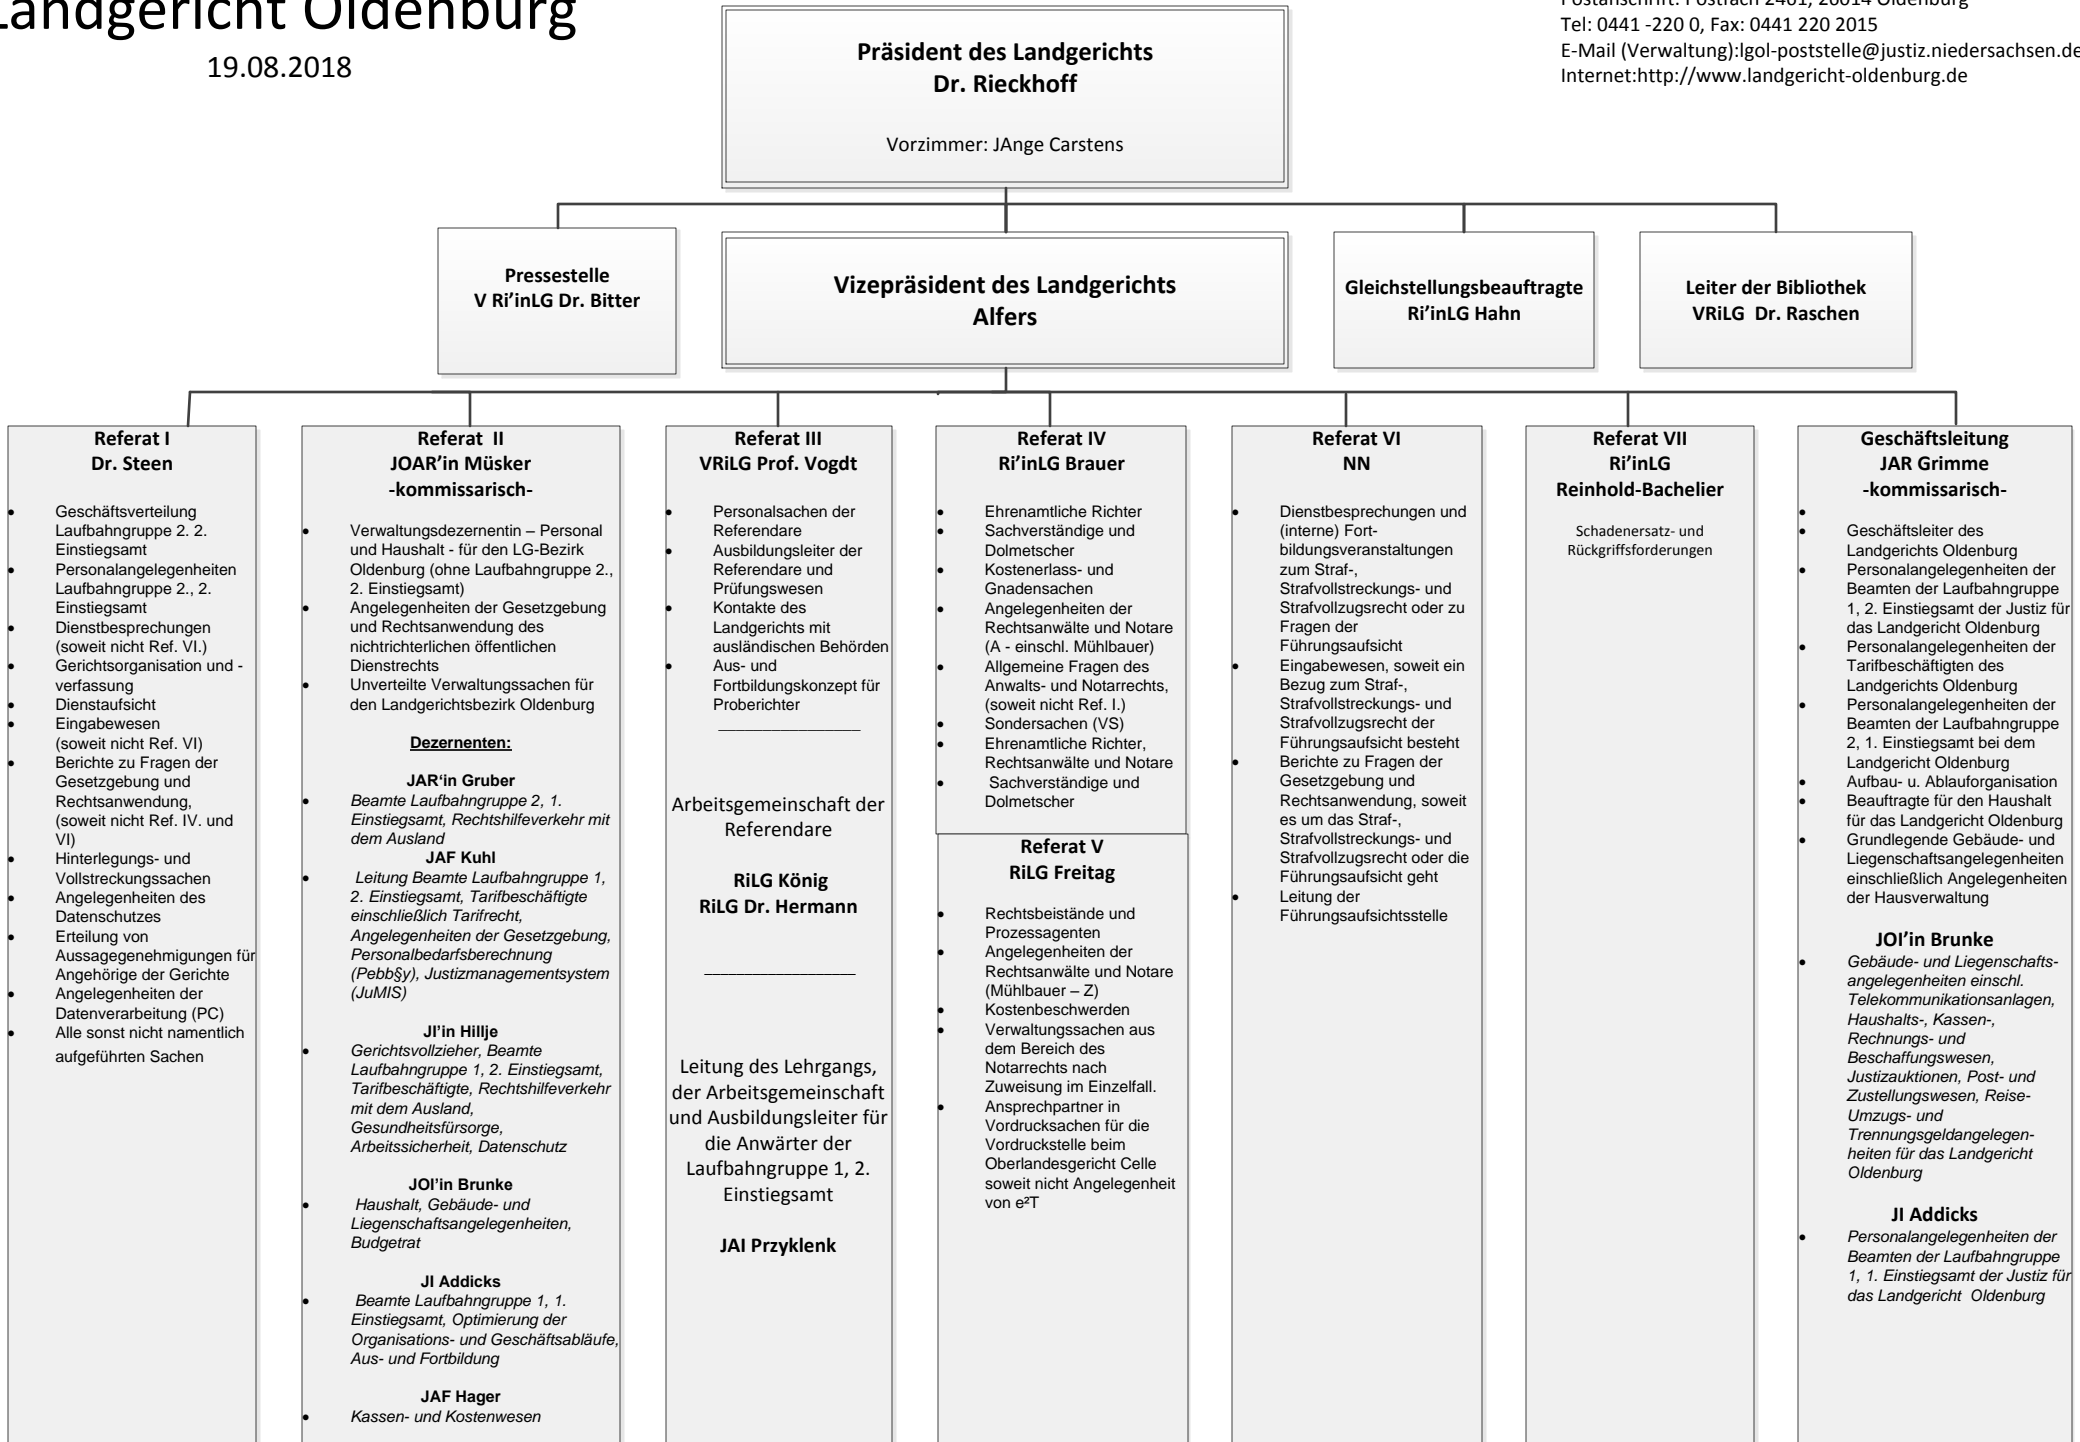 Landgericht Oldenburg
19.08.2018
Postanschrift: Postfach 2461, 26014 Oldenburg
Tel: 0441 -220 0, Fax: 0441 220 2015
E-Mail (Verwaltung):lgol-poststelle@justiz.niedersachsen.de
Internet:http://www.landgericht-oldenburg.de
Präsident des Landgerichts
Dr. Rieckhoff
Vorzimmer: JAnge Carstens
Pressestelle
V Ri’inLG Dr. Bitter
Vizepräsident des Landgerichts
Alfers
Gleichstellungsbeauftragte
Ri’inLG Hahn
Leiter der Bibliothek
VRiLG Dr. Raschen
Referat I
Dr. Steen
• Geschäftsverteilung
Laufbahngruppe 2. 2.
Einstiegsamt
• Personalangelegenheiten
Laufbahngruppe 2., 2.
Einstiegsamt
• Dienstbesprechungen
(soweit nicht Ref. VI.)
• Gerichtsorganisation und -
verfassung
• Dienstaufsicht
• Eingabewesen
(soweit nicht Ref. VI)
• Berichte zu Fragen der
Gesetzgebung und
Rechtsanwendung,
(soweit nicht Ref. IV. und
VI)
• Hinterlegungs- und
Vollstreckungssachen
• Angelegenheiten des
Datenschutzes
• Erteilung von
Aussagegenehmigungen für
Angehörige der Gerichte
• Angelegenheiten der
Datenverarbeitung (PC)
• Alle sonst nicht namentlich
aufgeführten Sachen
Referat II
JOAR’in Müsker
-kommissarisch-
• Verwaltungsdezernentin – Personal
und Haushalt - für den LG-Bezirk
Oldenburg (ohne Laufbahngruppe 2.,
2. Einstiegsamt)
• Angelegenheiten der Gesetzgebung
und Rechtsanwendung des
nichtrichterlichen öffentlichen
Dienstrechts
• Unverteilte Verwaltungssachen für
den Landgerichtsbezirk Oldenburg
Dezernenten:
JAR‘in Gruber
• Beamte Laufbahngruppe 2, 1.
Einstiegsamt, Rechtshilfeverkehr mit
dem Ausland
JAF Kuhl
• Leitung Beamte Laufbahngruppe 1,
2. Einstiegsamt, Tarifbeschäftigte
einschließlich Tarifrecht,
Angelegenheiten der Gesetzgebung,
Personalbedarfsberechnung
(Pebb§y), Justizmanagementsystem
(JuMIS)
JI’in Hillje
• Gerichtsvollzieher, Beamte
Laufbahngruppe 1, 2. Einstiegsamt,
Tarifbeschäftigte, Rechtshilfeverkehr
mit dem Ausland,
Gesundheitsfürsorge,
Arbeitssicherheit, Datenschutz
JOI’in Brunke
• Haushalt, Gebäude- und
Liegenschaftsangelegenheiten,
Budgetrat
JI Addicks
• Beamte Laufbahngruppe 1, 1.
Einstiegsamt, Optimierung der
Organisations- und Geschäftsabläufe,
Aus- und Fortbildung
JAF Hager
• Kassen- und Kostenwesen
Referat III
VRiLG Prof. Vogdt
• Personalsachen der
Referendare
• Ausbildungsleiter der
Referendare und
Prüfungswesen
• Kontakte des
Landgerichts mit
ausländischen Behörden
• Aus- und
Fortbildungskonzept für
Proberichter
Arbeitsgemeinschaft der
Referendare
RiLG König
RiLG Dr. Hermann
Leitung des Lehrgangs,
der Arbeitsgemeinschaft
und Ausbildungsleiter für
die Anwärter der
Laufbahngruppe 1, 2.
Einstiegsamt
JAI Przyklenk
Referat IV
Ri’inLG Brauer
• Ehrenamtliche Richter
• Sachverständige und
Dolmetscher
• Kostenerlass- und
Gnadensachen
• Angelegenheiten der
Rechtsanwälte und Notare
(A - einschl. Mühlbauer)
• Allgemeine Fragen des
Anwalts- und Notarrechts,
(soweit nicht Ref. I.)
• Sondersachen (VS)
• Ehrenamtliche Richter,
Rechtsanwälte und Notare
• Sachverständige und
Dolmetscher
Referat V
RiLG Freitag
• Rechtsbeistände und
Prozessagenten
• Angelegenheiten der
Rechtsanwälte und Notare
(Mühlbauer – Z)
• Kostenbeschwerden
• Verwaltungssachen aus
dem Bereich des
Notarrechts nach
Zuweisung im Einzelfall.
• Ansprechpartner in
Vordrucksachen für die
Vordruckstelle beim
Oberlandesgericht Celle
soweit nicht Angelegenheit
von e²T
Referat VI
NN
• Dienstbesprechungen und
(interne) Fort-
bildungsveranstaltungen
zum Straf-,
Strafvollstreckungs- und
Strafvollzugsrecht oder zu
Fragen der
Führungsaufsicht
• Eingabewesen, soweit ein
Bezug zum Straf-,
Strafvollstreckungs- und
Strafvollzugsrecht der
Führungsaufsicht besteht
• Berichte zu Fragen der
Gesetzgebung und
Rechtsanwendung, soweit
es um das Straf-,
Strafvollstreckungs- und
Strafvollzugsrecht oder die
Führungsaufsicht geht
• Leitung der
Führungsaufsichtsstelle
Referat VII
Ri’inLG
Reinhold-Bachelier
Schadenersatz- und
Rückgriffsforderungen
Geschäftsleitung
JAR Grimme
-kommissarisch-
•
• Geschäftsleiter des
Landgerichts Oldenburg
• Personalangelegenheiten der
Beamten der Laufbahngruppe
1, 2. Einstiegsamt der Justiz für
das Landgericht Oldenburg
• Personalangelegenheiten der
Tarifbeschäftigten des
Landgerichts Oldenburg
• Personalangelegenheiten der
Beamten der Laufbahngruppe
2, 1. Einstiegsamt bei dem
Landgericht Oldenburg
• Aufbau- u. Ablauforganisation
• Beauftragte für den Haushalt
für das Landgericht Oldenburg
• Grundlegende Gebäude- und
Liegenschaftsangelegenheiten
einschließlich Angelegenheiten
der Hausverwaltung
JOI’in Brunke
• Gebäude- und Liegenschafts-
angelegenheiten einschl.
Telekommunikationsanlagen,
Haushalts-, Kassen-,
Rechnungs- und
Beschaffungswesen,
Justizauktionen, Post- und
Zustellungswesen, Reise-
Umzugs- und
Trennungsgeldangelegen-
heiten für das Landgericht
Oldenburg
JI Addicks
• Personalangelegenheiten der
Beamten der Laufbahngruppe
1, 1. Einstiegsamt der Justiz für
das Landgericht Oldenburg